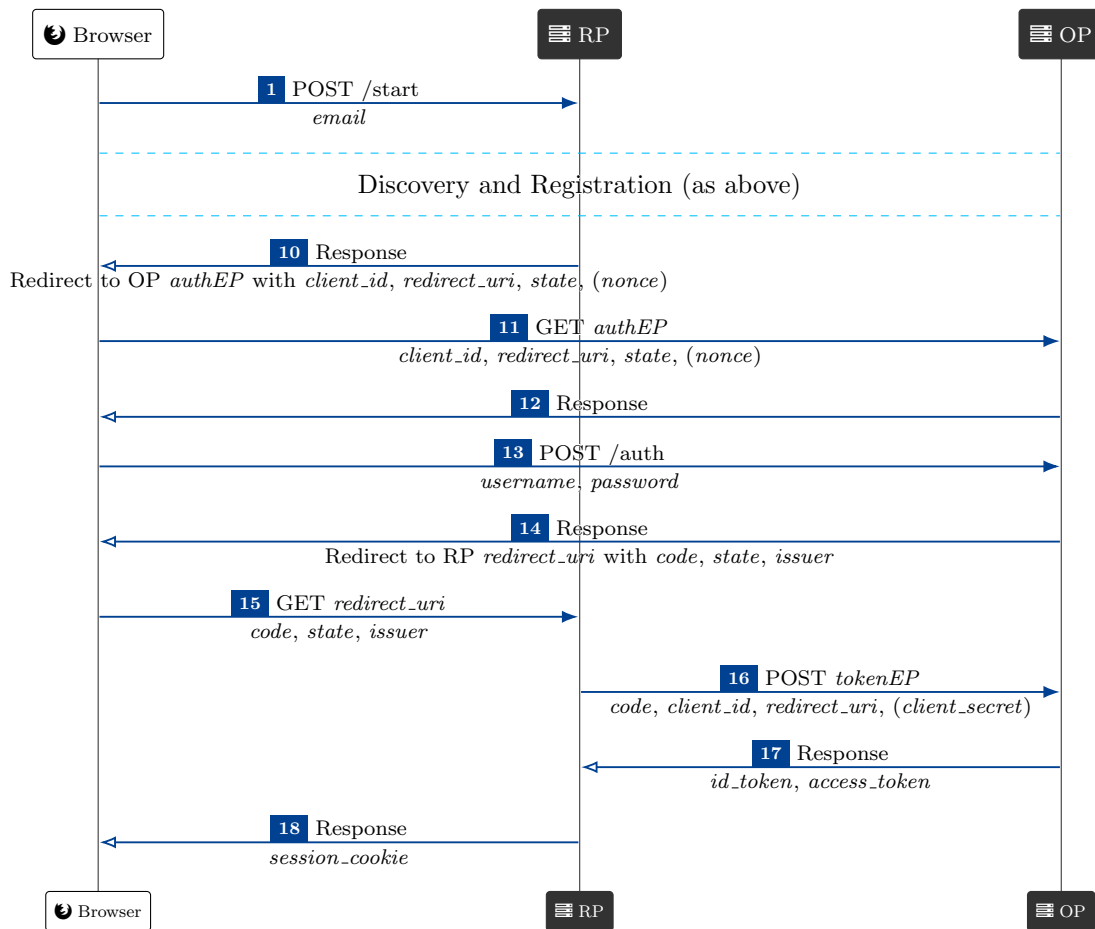 Browser RP OP
1 POST /start
email
Discovery and Registration (as above)
10 Response
Redirect to OP authEP with client_id, redirect_uri, state, (nonce)
11 GET authEP
client_id, redirect_uri, state, (nonce)
12 Response
13 POST /auth
username, password
14 Response
Redirect to RP redirect_uri with code, state, issuer
15 GET redirect_uri
code, state, issuer
16 POST tokenEP
code, client_id, redirect_uri, (client_secret)
17 Response
id_token, access_token
18 Response
session_cookie
Browser RP OP